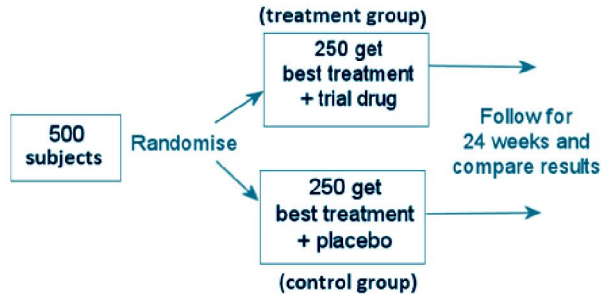 (treatment group)
250 get
best treatment
+ trial drug
500
subjects
Randomise
Follow for
24 weeks and
compare results
250 get
best treatment
+ placebo
(control group)